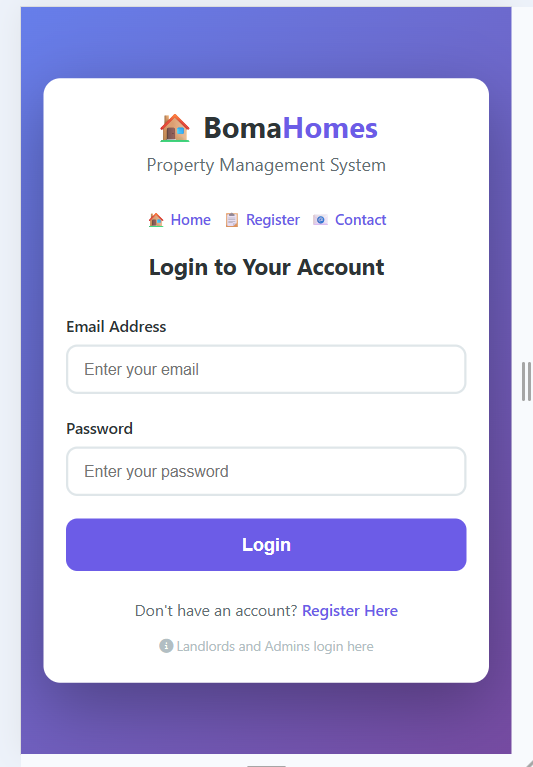 BomaHomes
Property Management System
Home Register Contact
Login to Your Account
Email Address
Enter your email
Password
Enter your password
Login
Don't have an account? Register Here
Landlords and Admins login here